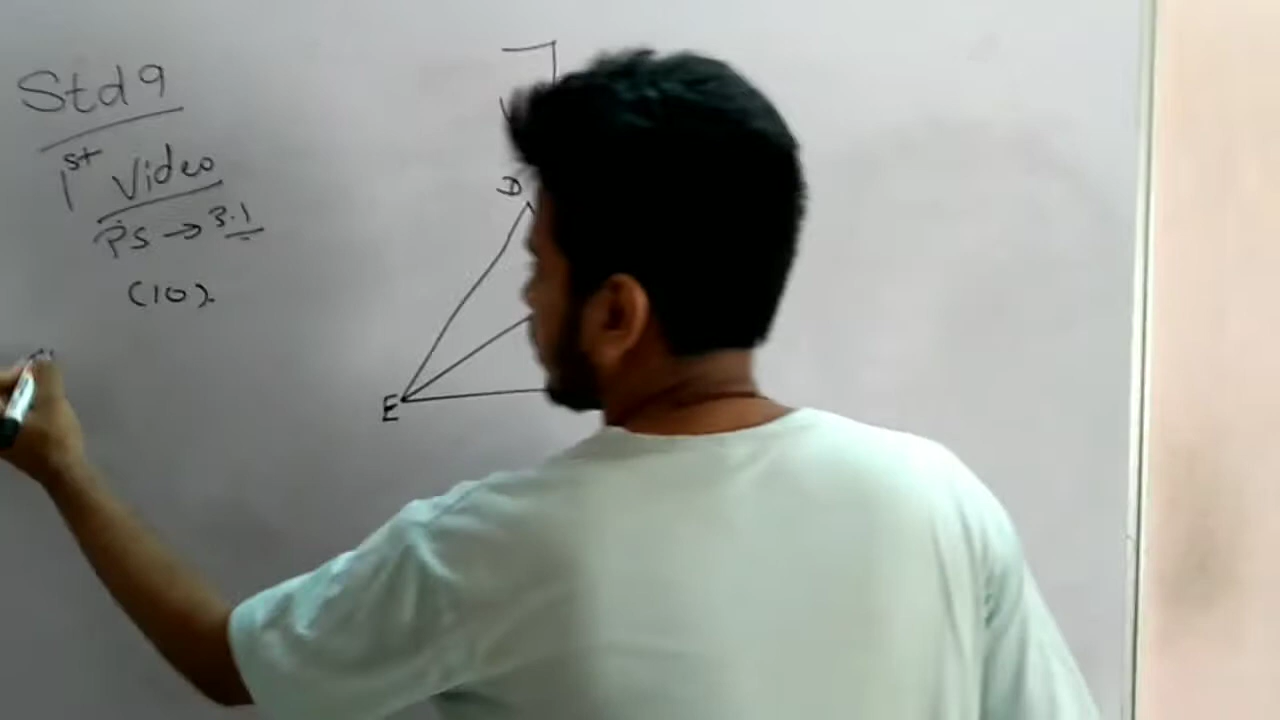 Std 9
1st Video
PS → 3.1
(10).
D
E